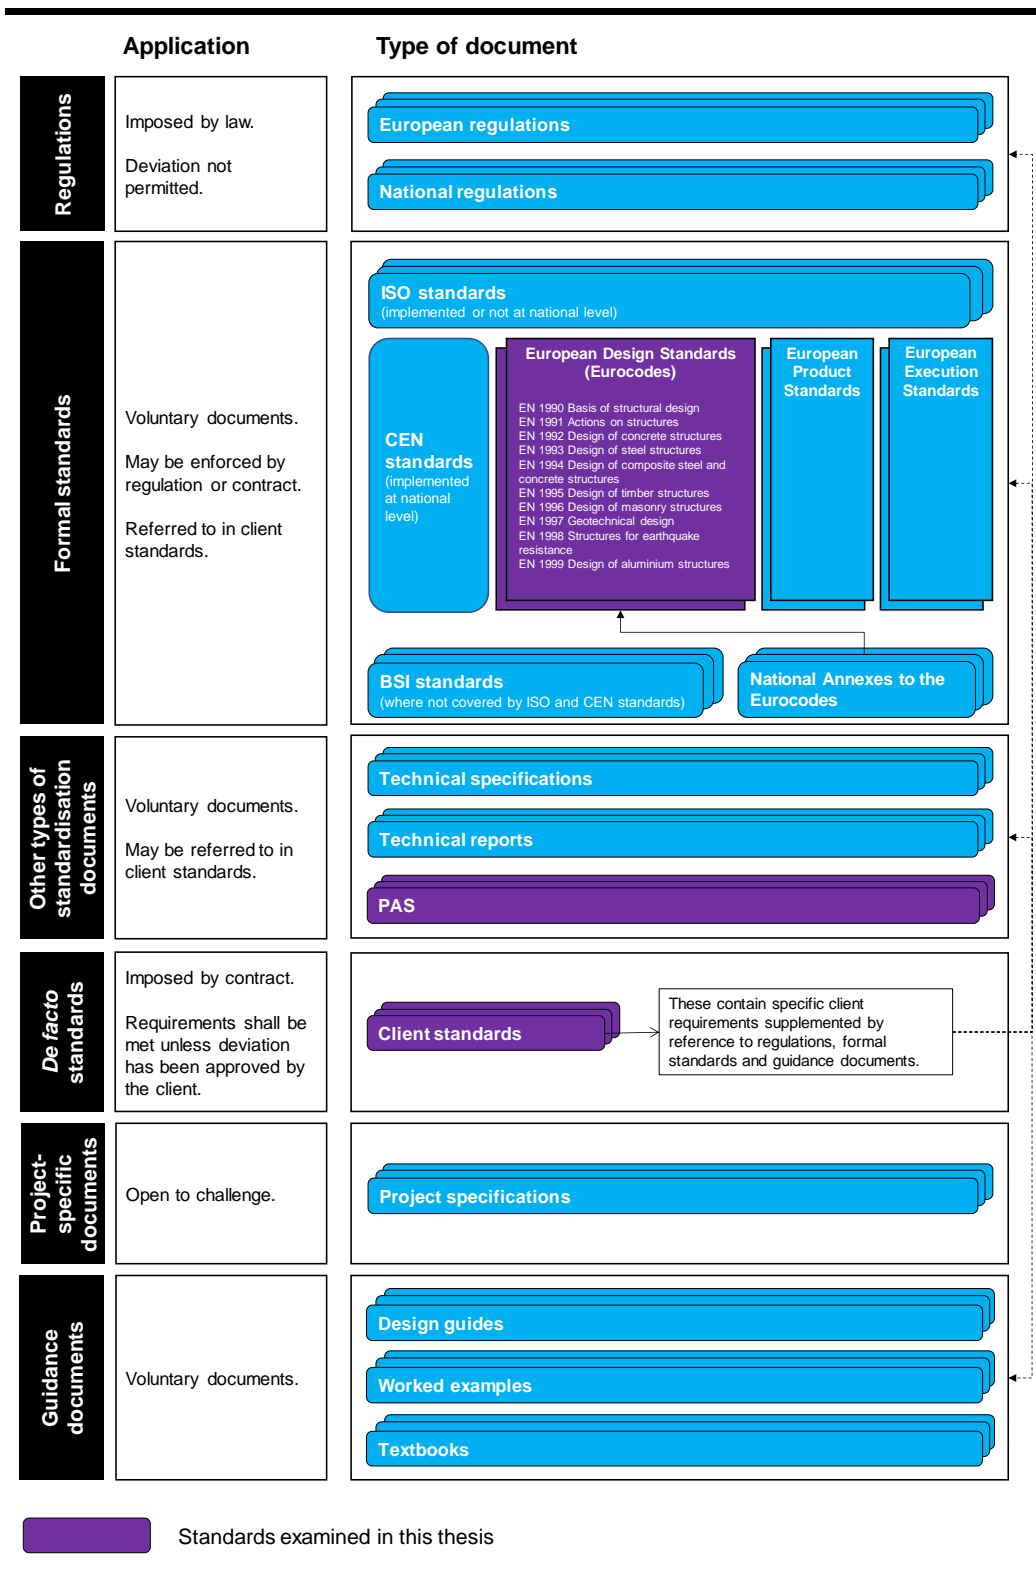 Application
Type of document
Regulations
Imposed by law.
Deviation not
permitted.
European regulations
National regulations
Formal standards
Voluntary documents.
May be enforced by
regulation or contract.
Referred to in client
standards.
ISO standards
(implemented or not at national level)
CEN
standards
(implemented
at national
level)
European Design Standards
(Eurocodes)
EN 1990 Basis of structural design
EN 1991 Actions on structures
EN 1992 Design of concrete structures
EN 1993 Design of steel structures
EN 1994 Design of composite steel and
concrete structures
EN 1995 Design of timber structures
EN 1996 Design of masonry structures
EN 1997 Geotechnical design
EN 1998 Structures for earthquake
resistance
EN 1999 Design of aluminium structures
European
Product
Standards
European
Execution
Standards
BSI standards
(where not covered by ISO and CEN standards)
National Annexes to the
Eurocodes
Other types of
standardisation
documents
Voluntary documents.
May be referred to in
client standards.
Technical specifications
Technical reports
PAS
De facto
standards
Imposed by contract.
Requirements shall be
met unless deviation
has been approved by
the client.
Client standards
These contain specific client
requirements supplemented by
reference to regulations, formal
standards and guidance documents.
Project-
specific
documents
Open to challenge.
Project specifications
Guidance
documents
Voluntary documents.
Design guides
Worked examples
Textbooks
Standards examined in this thesis